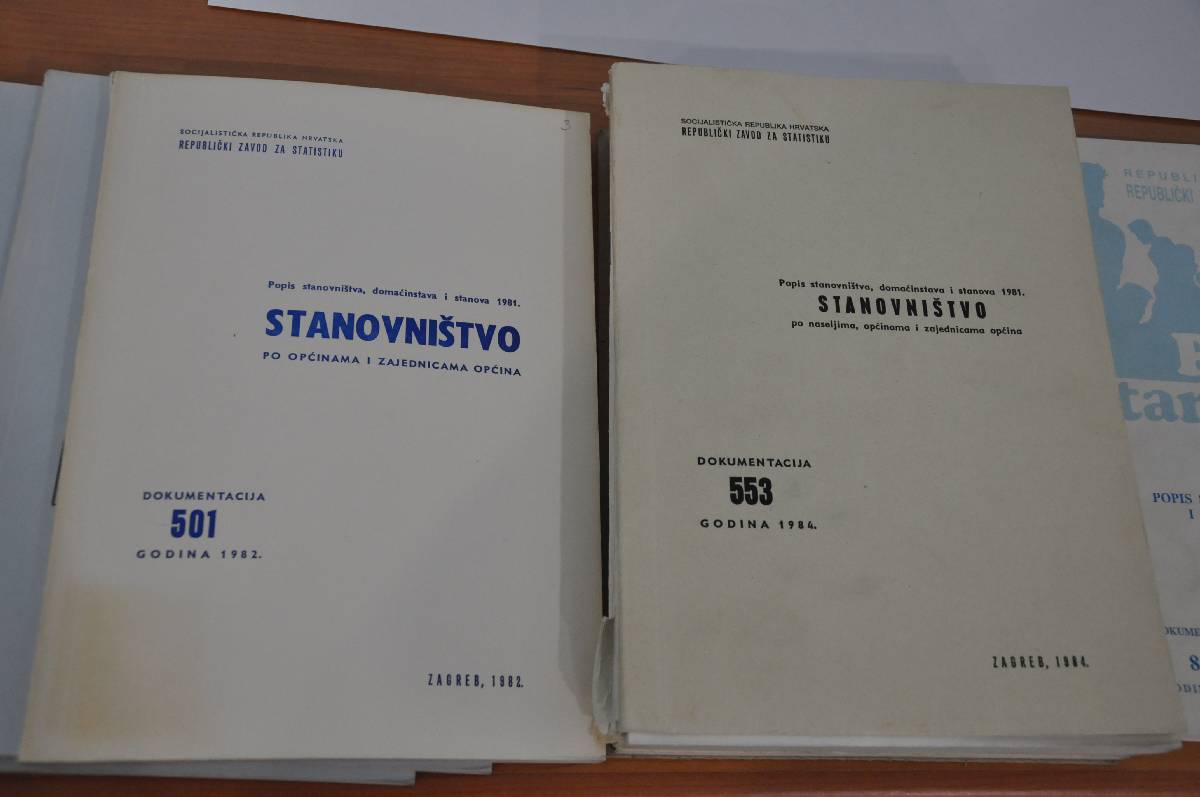 3
SOCIJALISTIČKA REPUBLIKA HRVATSKA
REPUBLIČKI ZAVOD ZA STATISTIKU
Popis stanovništva, domaćinstava i stanova 1981.
STANOVNIŠTVO
PO OPĆINAMA I ZAJEDNICAMA OPĆINA
DOKUMENTACIJA
501
GODINA 1982.
ZAGREB, 1982.
SOCIJALISTIČKA REPUBLIKA HRVATSKA
REPUBLIČKI ZAVOD ZA STATISTIKU
Popis stanovništva, domaćinstava i stanova 1981.
STANOVNIŠTVO
po naseljima, općinama i zajednicama općina
DOKUMENTACIJA
553
GODINA 1984.
ZAGREB, 1984.
REPUBLIČKI
POPIS
I